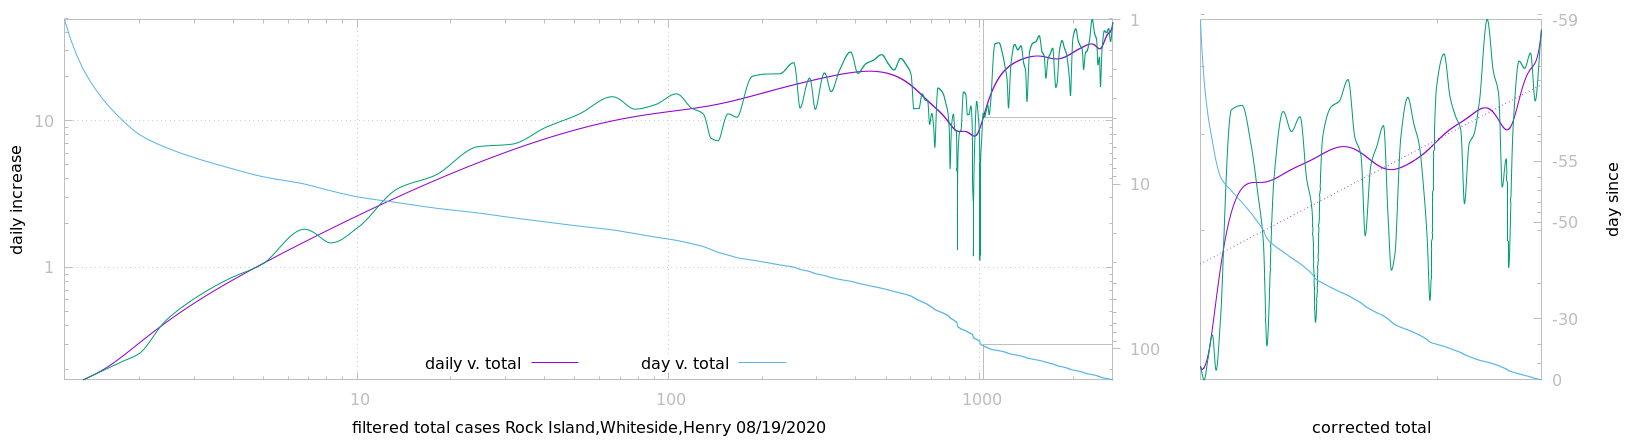 1
-59
10
-55
daily increase
day since
10
-50
1
-30
daily v. total
day v. total
100
0
10
100
1000
filtered total cases Rock Island,Whiteside,Henry 08/19/2020
corrected total